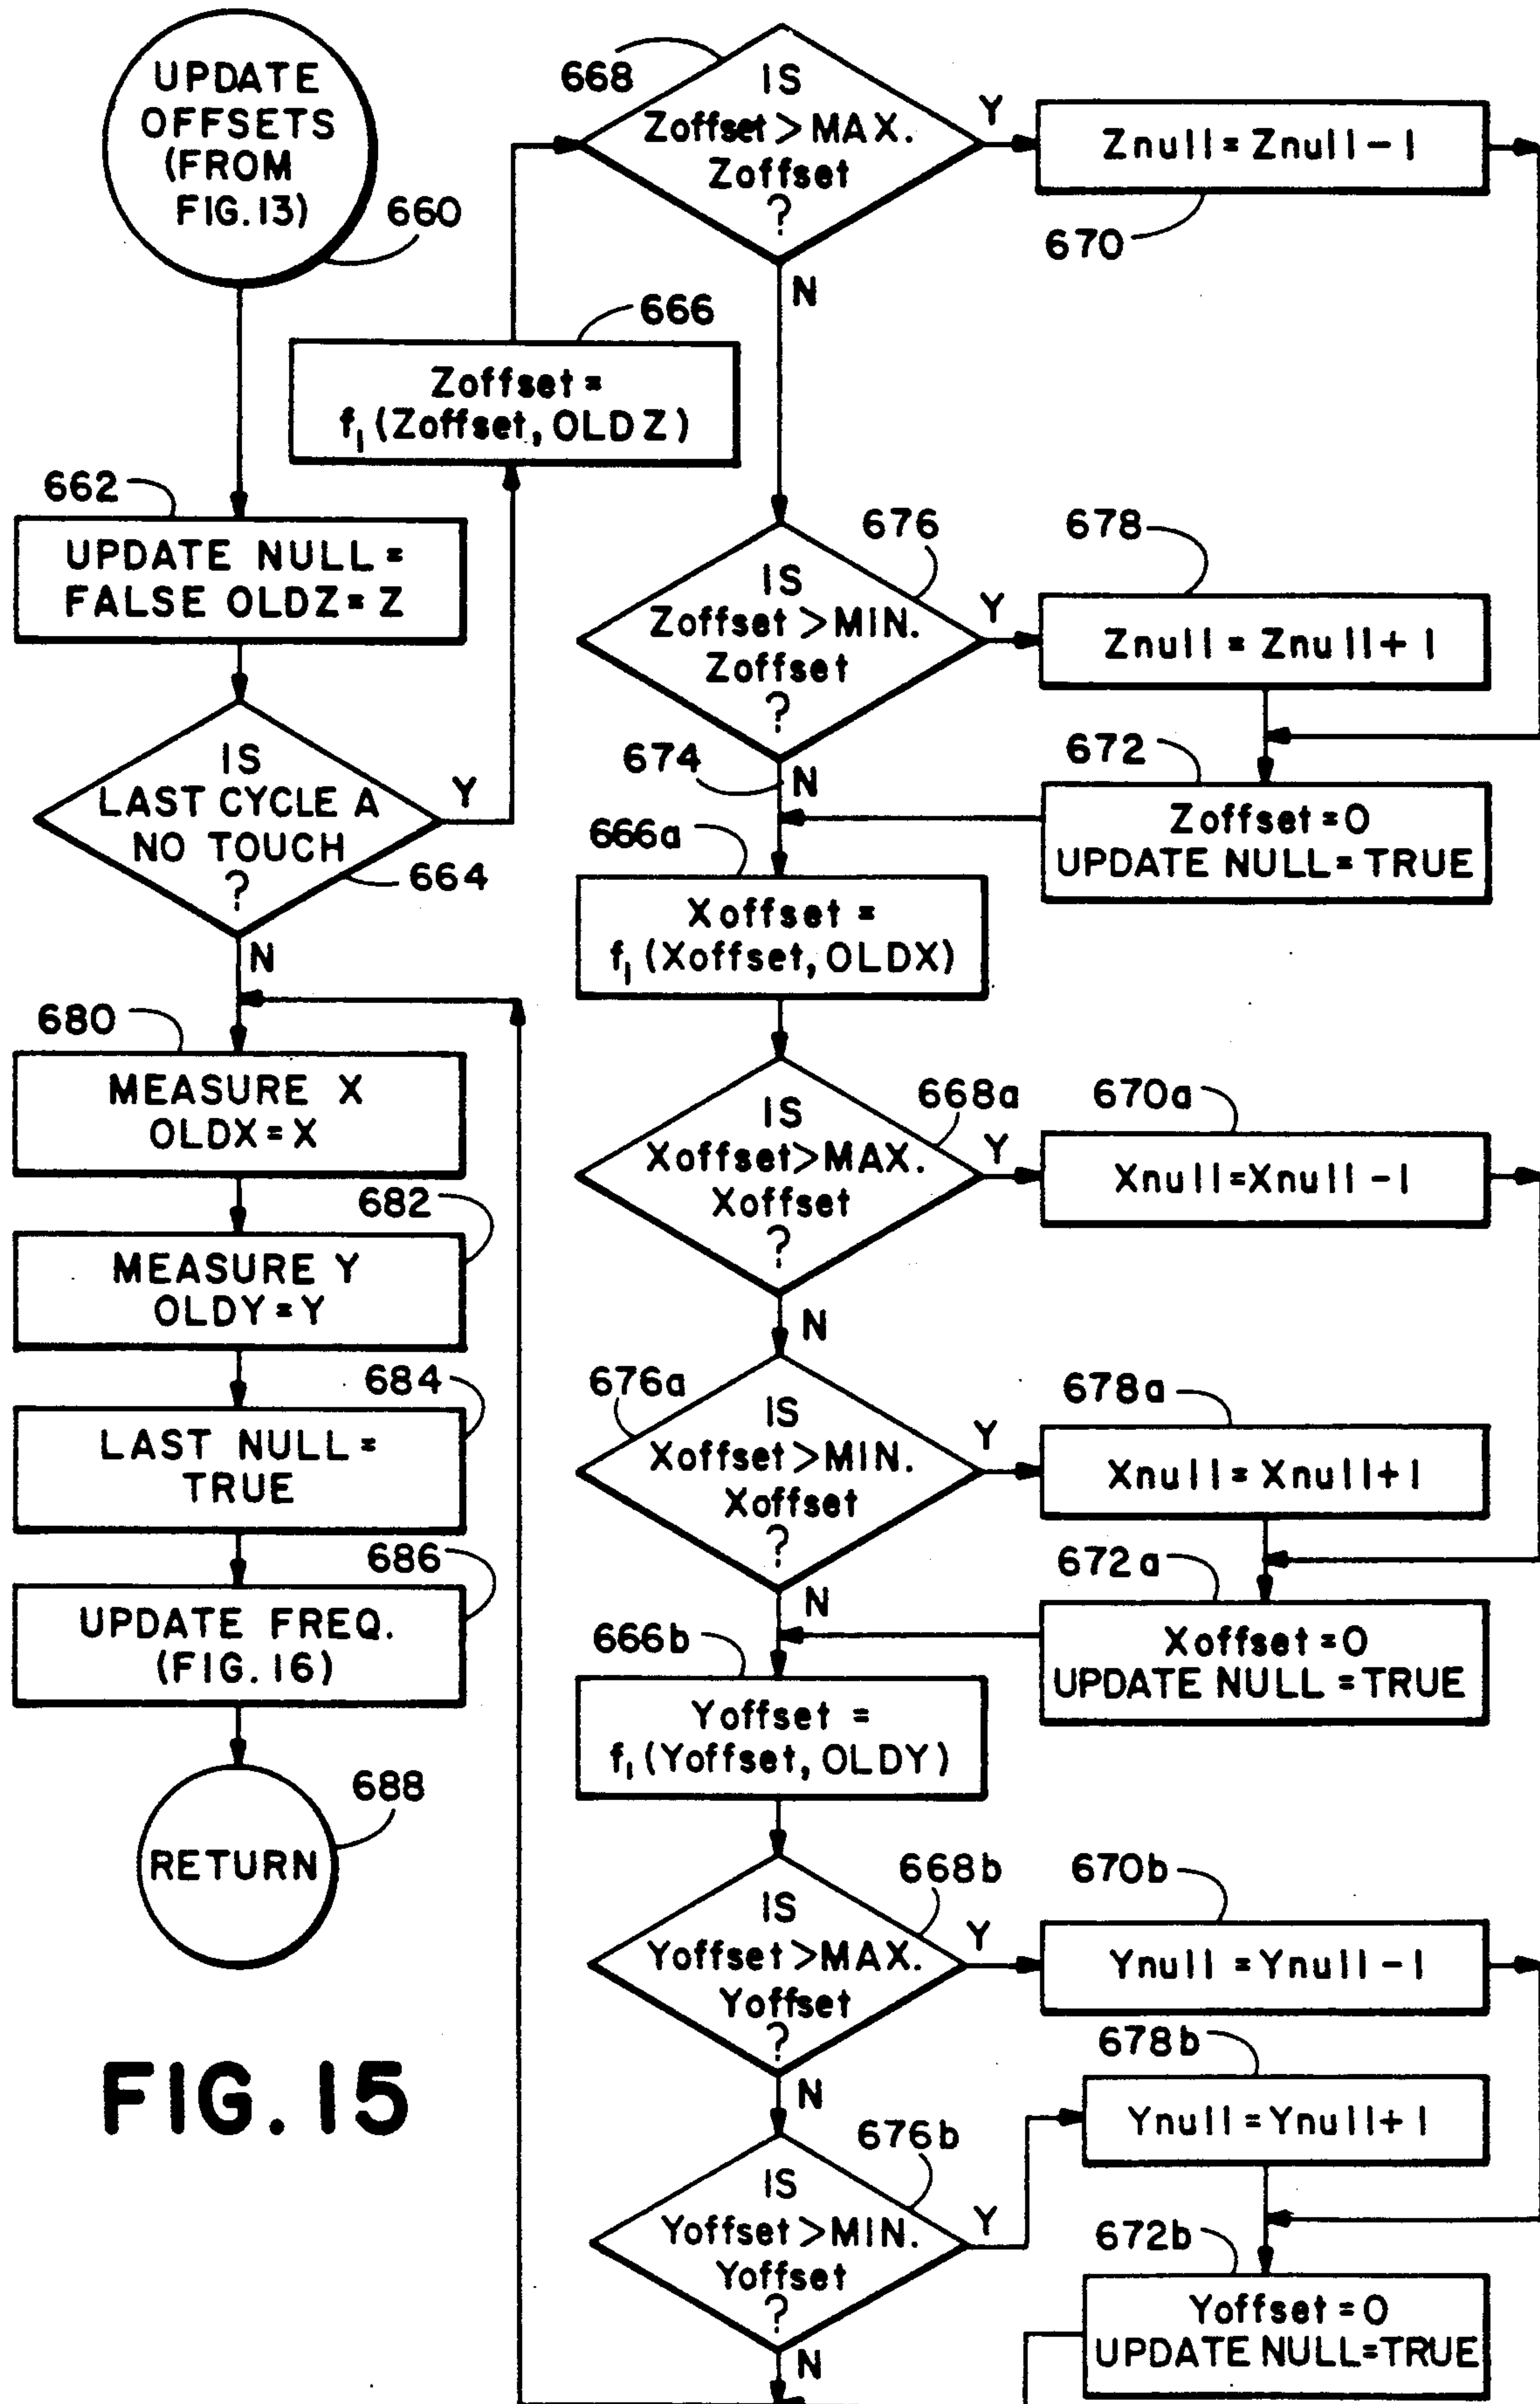 UPDATE
OFFSETS
(FROM
FIG.13)
660
662
UPDATE NULL =
FALSE OLDZ = Z
IS
LAST CYCLE A
NO TOUCH
?
664
Y
N
666
Zoffset =
f₁ (Zoffset, OLDZ)
668
IS
Zoffset > MAX.
Zoffset
?
Y
N
Znull = Znull - 1
670
676
IS
Zoffset > MIN.
Zoffset
?
Y
674
N
678
Znull = Znull + 1
672
Zoffset = 0
UPDATE NULL = TRUE
666a
Xoffset =
f₁ (Xoffset, OLDX)
668a
IS
Xoffset > MAX.
Xoffset
?
Y
N
670a
Xnull = Xnull - 1
676a
IS
Xoffset > MIN.
Xoffset
?
Y
N
678a
Xnull = Xnull + 1
672a
Xoffset = 0
UPDATE NULL = TRUE
666b
Yoffset =
f₁ (Yoffset, OLDY)
668b
IS
Yoffset > MAX.
Yoffset
?
Y
N
670b
Ynull = Ynull - 1
676b
IS
Yoffset > MIN.
Yoffset
?
Y
N
678b
Ynull = Ynull + 1
672b
Yoffset = 0
UPDATE NULL = TRUE
680
MEASURE X
OLDX = X
682
MEASURE Y
OLDY = Y
684
LAST NULL =
TRUE
686
UPDATE FREQ.
(FIG. 16)
688
RETURN
FIG. 15